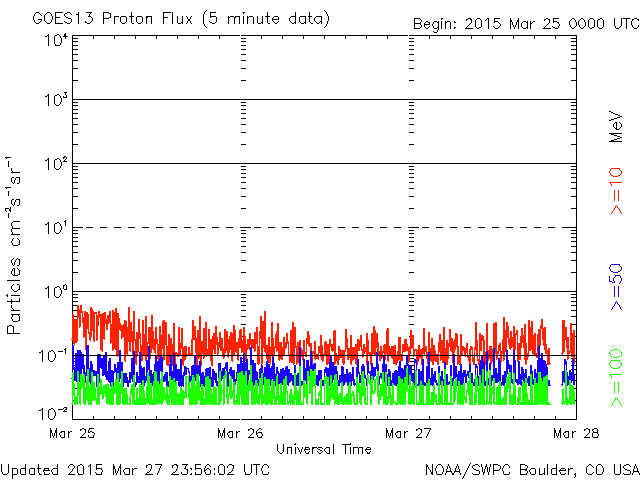 GOES13 Proton Flux (5 minute data)
Begin: 2015 Mar 25 0000 UTC
Particles cm⁻²s⁻¹sr⁻¹
10⁴
10³
10²
10¹
10⁰
10⁻¹
10⁻²
Mar 25
Mar 26
Mar 27
Mar 28
Universal Time
>=100 >=50 >=10 MeV
Updated 2015 Mar 27 23:56:02 UTC
NOAA/SWPC Boulder, CO USA